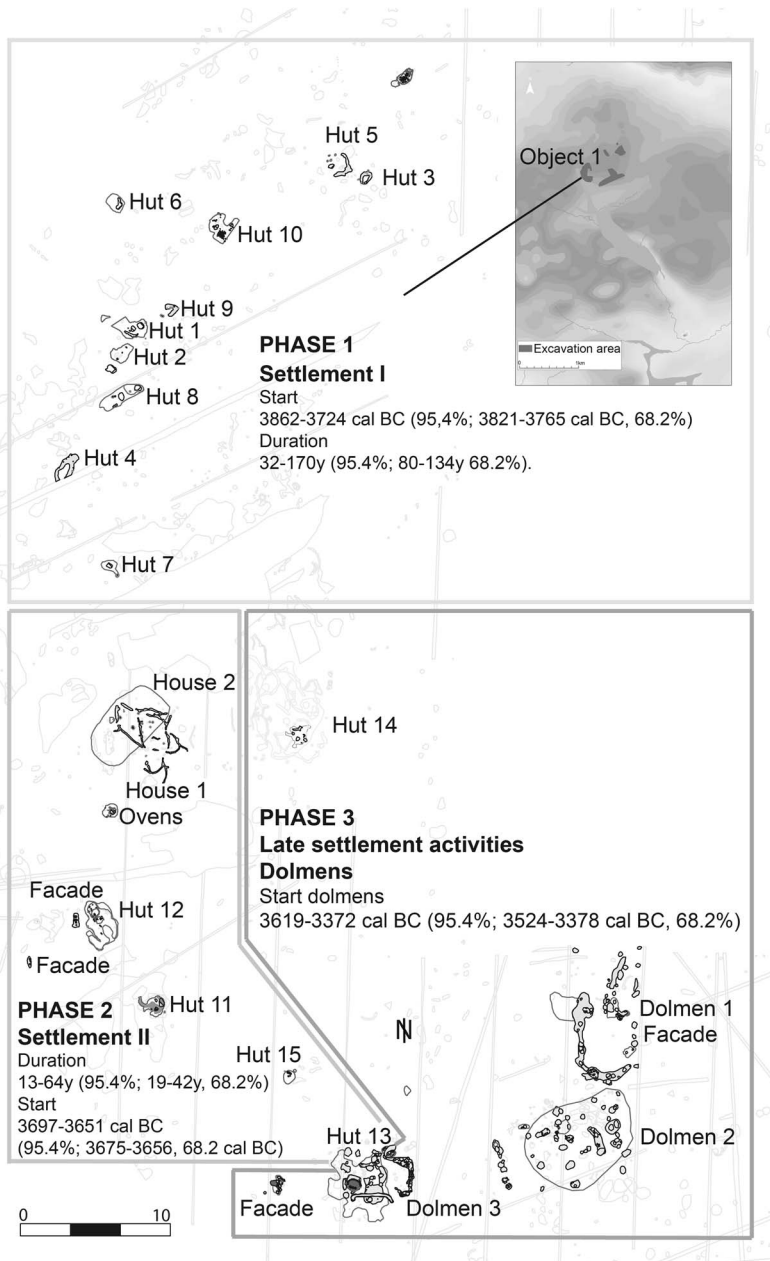 Hut 5
Object 1
Hut 3
Hut 6
Hut 10
Hut 9
Hut 1
Hut 2
Hut 8
Hut 4
Hut 7
Excavation area
0 1km
PHASE 1
Settlement I
Start
3862-3724 cal BC (95,4%; 3821-3765 cal BC, 68.2%)
Duration
32-170y (95.4%; 80-134y 68.2%).
House 2
House 1
Ovens
Facade
Hut 12
Facade
Hut 11
PHASE 2
Settlement II
Duration
13-64y (95.4%; 19-42y, 68.2%)
Start
3697-3651 cal BC
(95.4%; 3675-3656, 68.2 cal BC)
Hut 15
Hut 14
PHASE 3
Late settlement activities
Dolmens
Start dolmens
3619-3372 cal BC (95.4%; 3524-3378 cal BC, 68.2%)
N
Dolmen 1
Facade
Dolmen 2
Hut 13
Facade
Dolmen 3
0 10